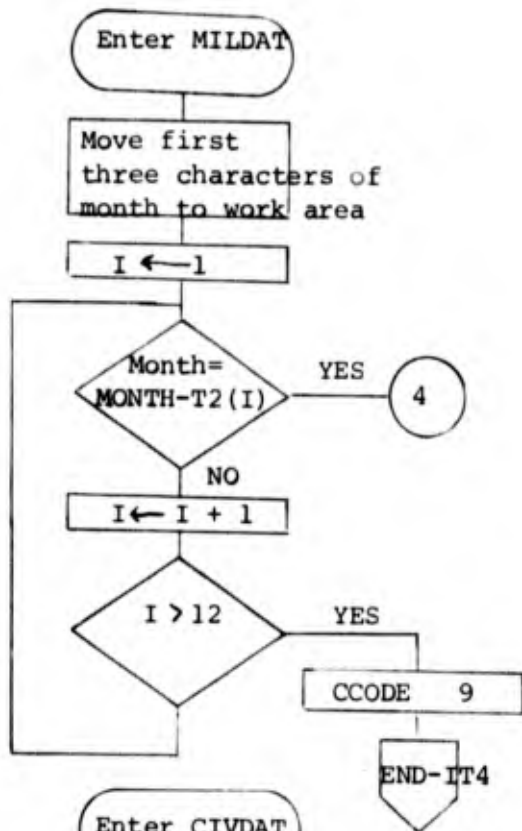 Enter MILDAT
Move first
three characters of
month to work area
I ← 1
Month=
MONTH-T2(I)
YES
4
NO
I ← I + 1
I > 12
YES
CCODE 9
END-IT4
Enter CIVDAT